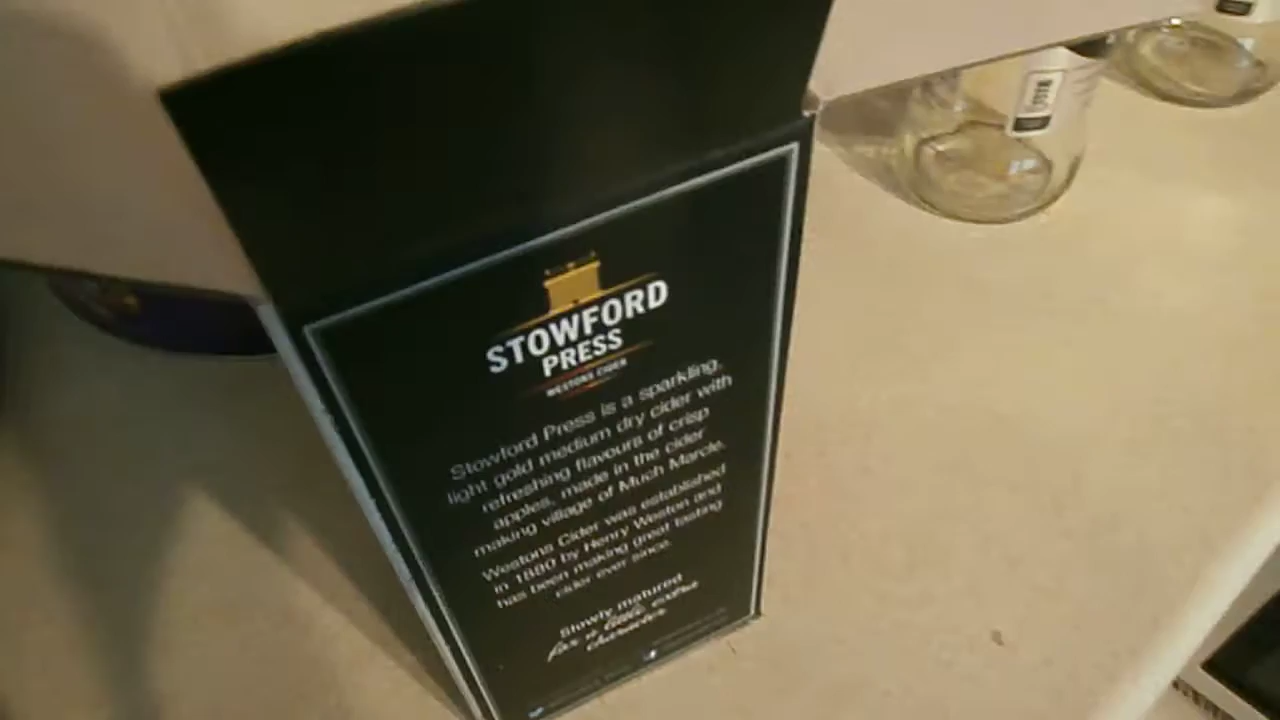 STOWFORD
PRESS
WESTONS CIDER
Stowford Press is a sparkling,
light gold medium dry cider with
refreshing flavours of crisp
apples, made in the cider
making village of Much Marcle.
Westons Cider was established
in 1880 by Henry Weston and
has been making great tasting
cider ever since.
Slowly matured
for a little extra
character